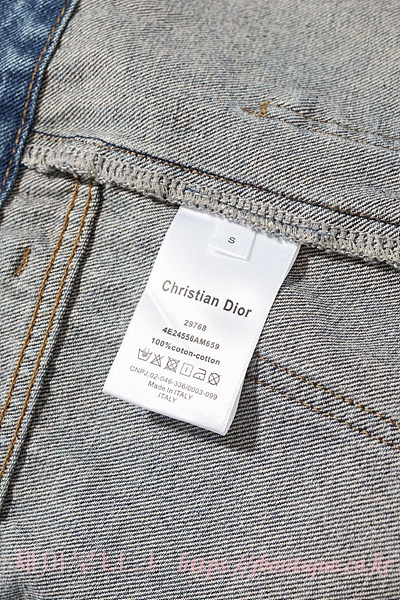 S
Christian Dior
29768
4E24556AM659
100%coton-cotton
CNPJ.02-046-336/0003-099
Made in ITALY
ITALY